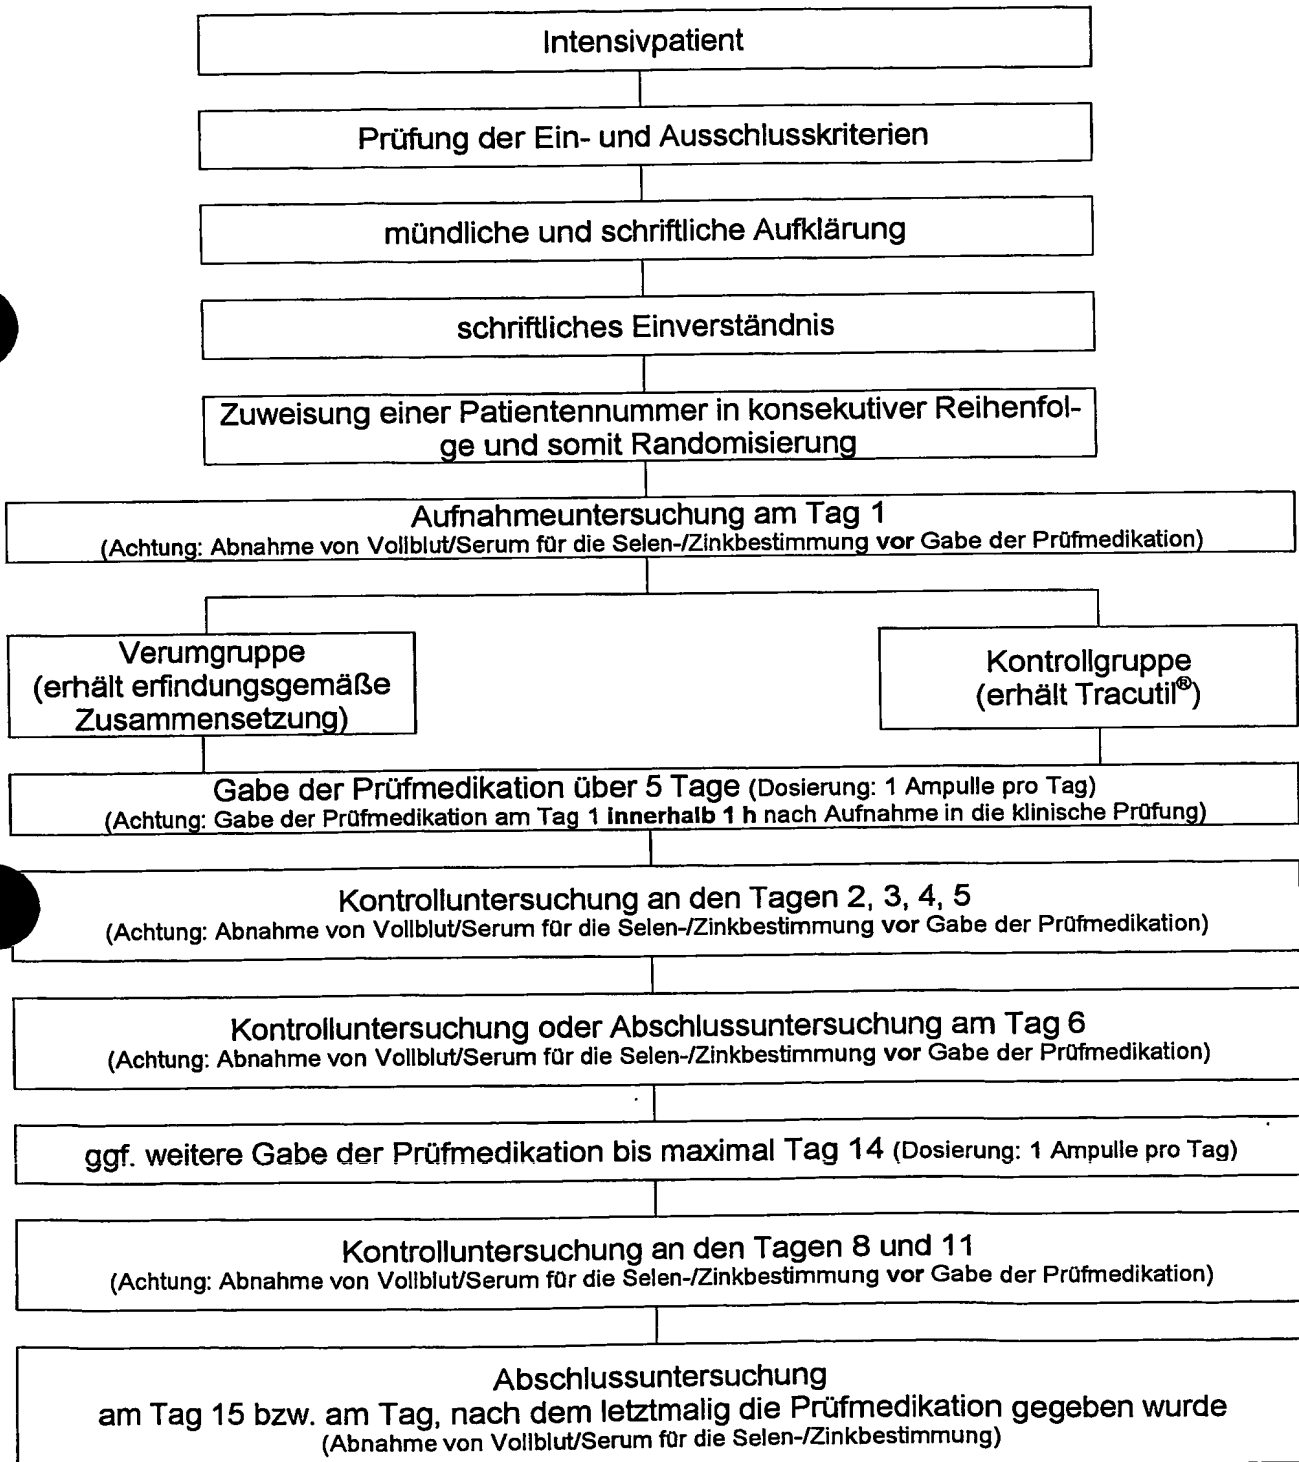 Intensivpatient
Prüfung der Ein- und Ausschlusskriterien
mündliche und schriftliche Aufklärung
schriftliches Einverständnis
Zuweisung einer Patientennummer in konsekutiver Reihenfol-
ge und somit Randomisierung
Aufnahmeuntersuchung am Tag 1
(Achtung: Abnahme von Vollblut/Serum für die Selen-/Zinkbestimmung vor Gabe der Prüfmedikation)
Verumgruppe
(erhält erfindungsgemäße
Zusammensetzung)
Kontrollgruppe
(erhält Tracutil®)
Gabe der Prüfmedikation über 5 Tage (Dosierung: 1 Ampulle pro Tag)
(Achtung: Gabe der Prüfmedikation am Tag 1 innerhalb 1 h nach Aufnahme in die klinische Prüfung)
Kontrolluntersuchung an den Tagen 2, 3, 4, 5
(Achtung: Abnahme von Vollblut/Serum für die Selen-/Zinkbestimmung vor Gabe der Prüfmedikation)
Kontrolluntersuchung oder Abschlussuntersuchung am Tag 6
(Achtung: Abnahme von Vollblut/Serum für die Selen-/Zinkbestimmung vor Gabe der Prüfmedikation)
ggf. weitere Gabe der Prüfmedikation bis maximal Tag 14 (Dosierung: 1 Ampulle pro Tag)
Kontrolluntersuchung an den Tagen 8 und 11
(Achtung: Abnahme von Vollblut/Serum für die Selen-/Zinkbestimmung vor Gabe der Prüfmedikation)
Abschlussuntersuchung
am Tag 15 bzw. am Tag, nach dem letztmalig die Prüfmedikation gegeben wurde
(Abnahme von Vollblut/Serum für die Selen-/Zinkbestimmung)